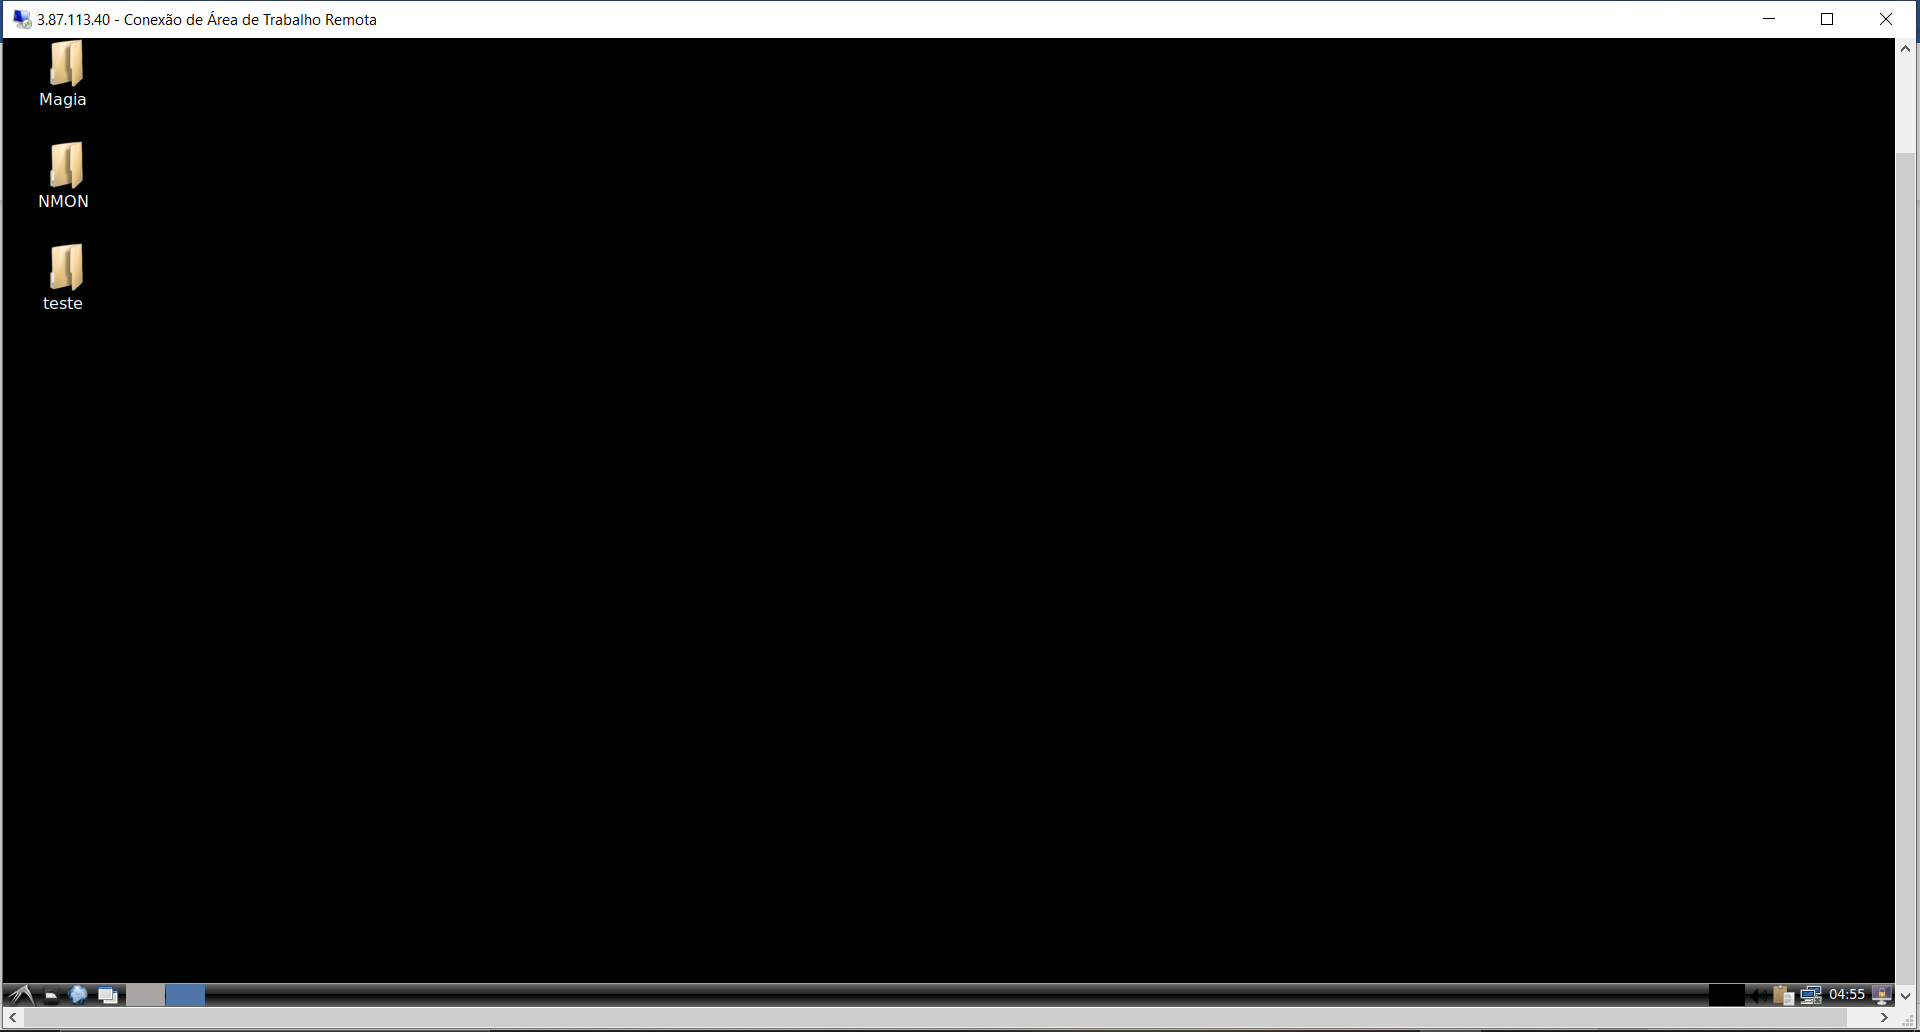 3.87.113.40 - Conexão de Área de Trabalho Remota
Magia
NMON
teste
04:55